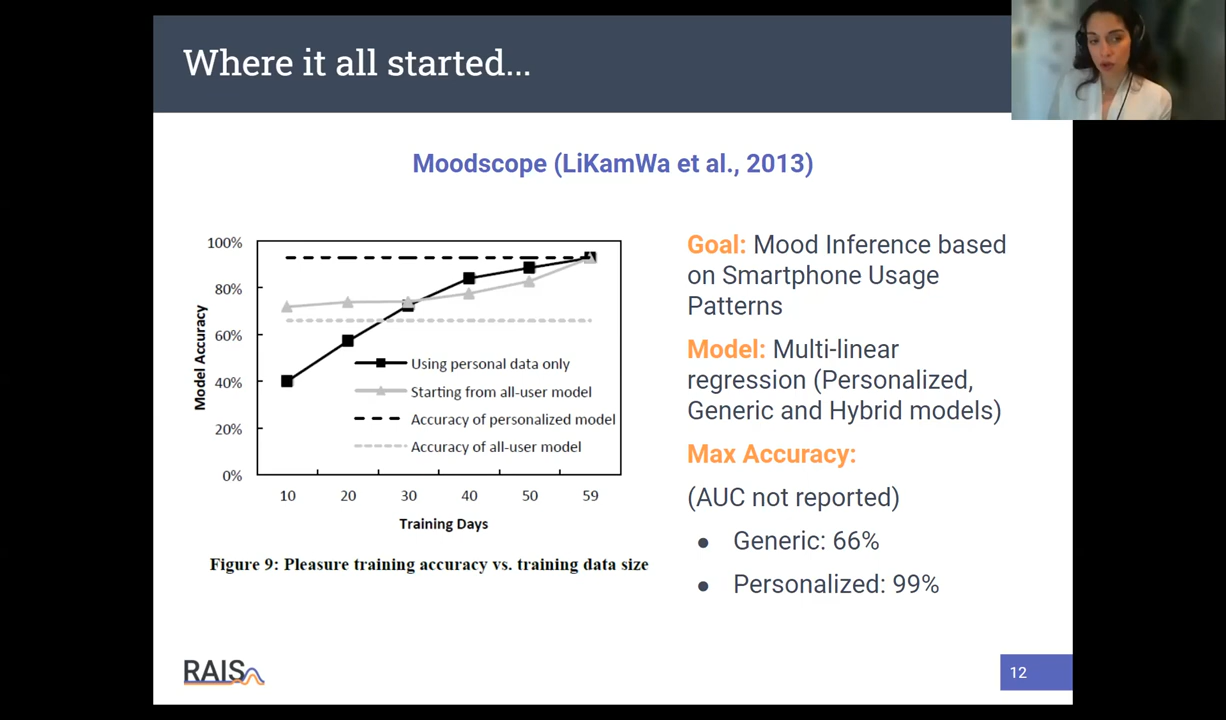 Where it all started...
Moodscope (LiKamWa et al., 2013)
100%
80%
60%
40%
20%
0%
Model Accuracy
Using personal data only
Starting from all-user model
Accuracy of personalized model
Accuracy of all-user model
10 20 30 40 50 59
Training Days
Figure 9: Pleasure training accuracy vs. training data size
Goal: Mood Inference based
on Smartphone Usage
Patterns
Model: Multi-linear
regression (Personalized,
Generic and Hybrid models)
Max Accuracy:
(AUC not reported)
● Generic: 66%
● Personalized: 99%
RAIS
12